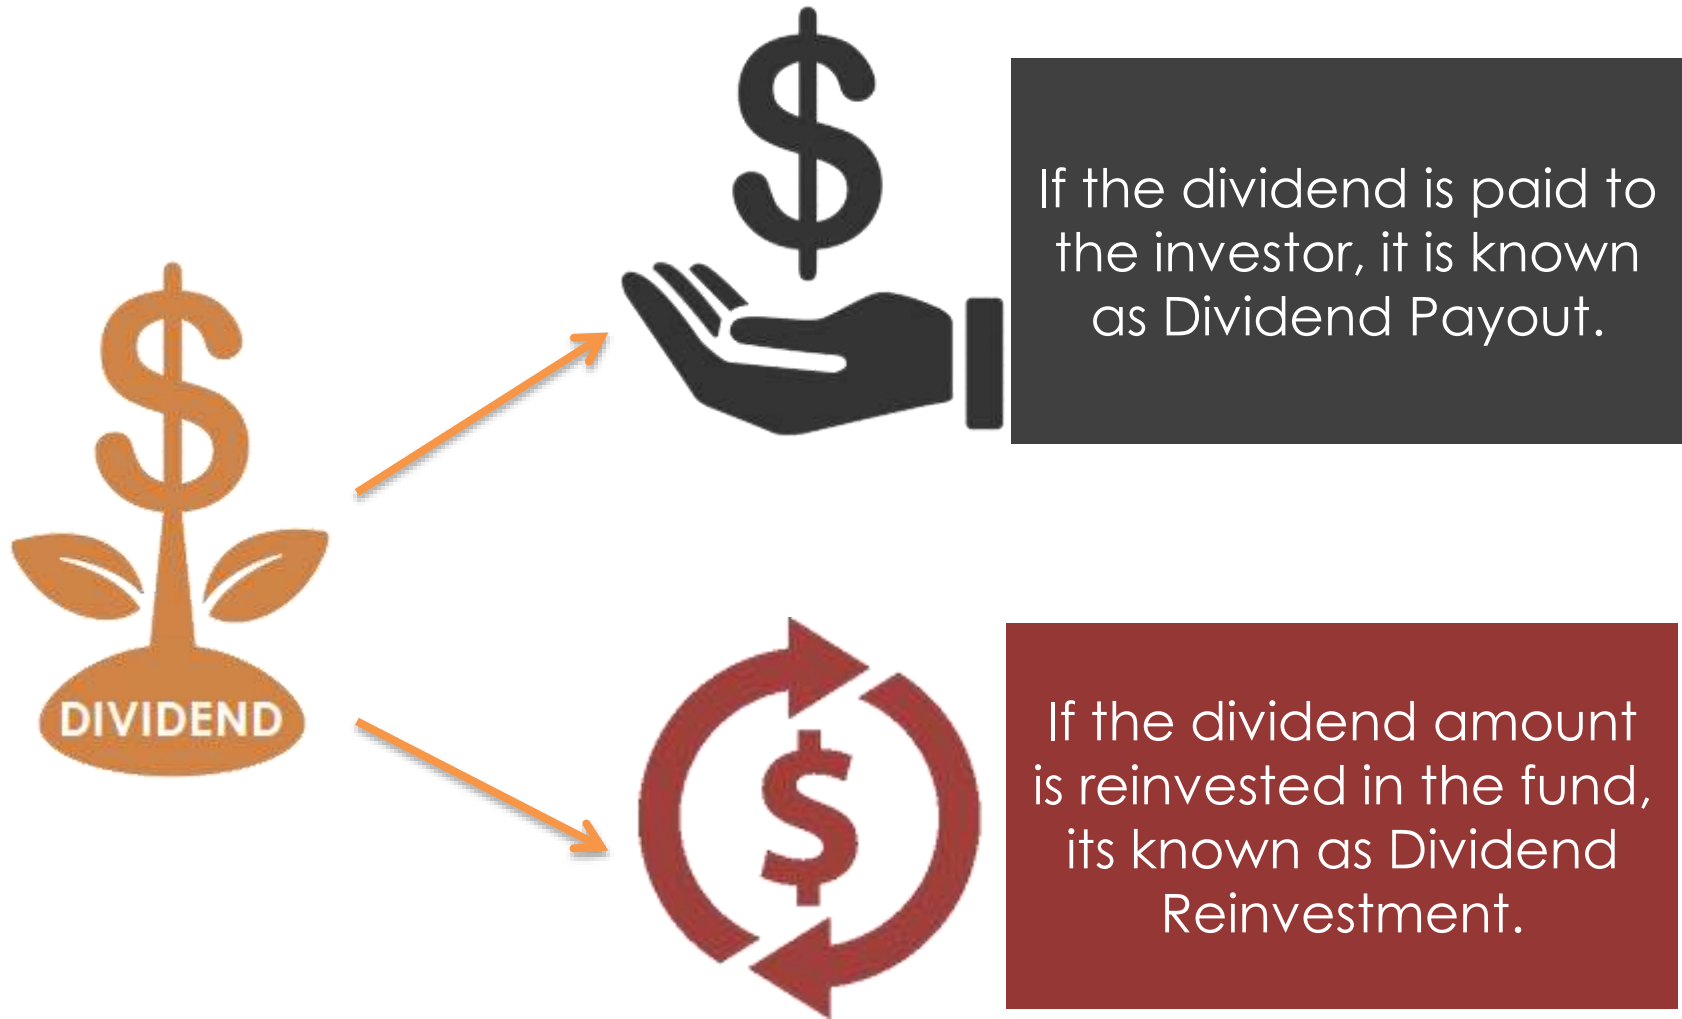 If the dividend is paid to
the investor, it is known
as Dividend Payout.
DIVIDEND
If the dividend amount
is reinvested in the fund,
its known as Dividend
Reinvestment.